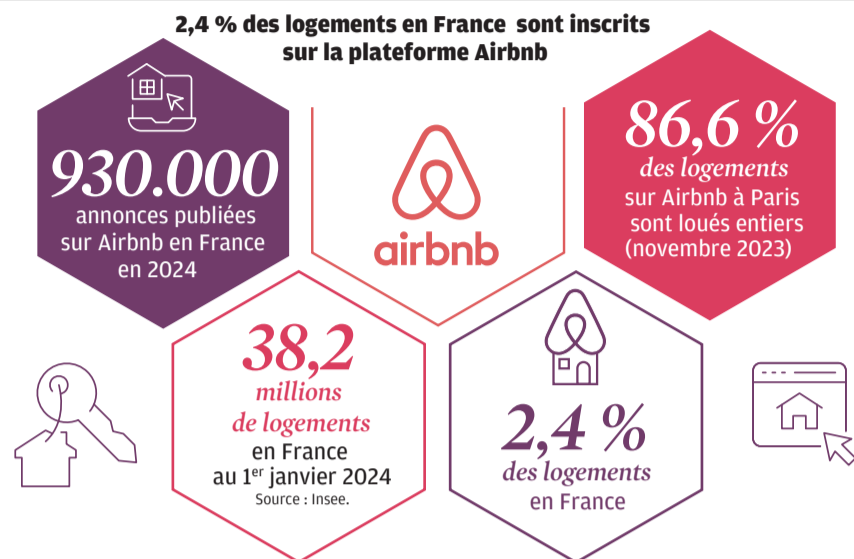 2,4 % des logements en France sont inscrits
sur la plateforme Airbnb
930.000
annonces publiées
sur Airbnb en France
en 2024
airbnb
86,6 %
des logements
sur Airbnb à Paris
sont loués entiers
(novembre 2023)
38,2
millions
de logements
en France
au 1er janvier 2024
Source : Insee.
2,4 %
des logements
en France